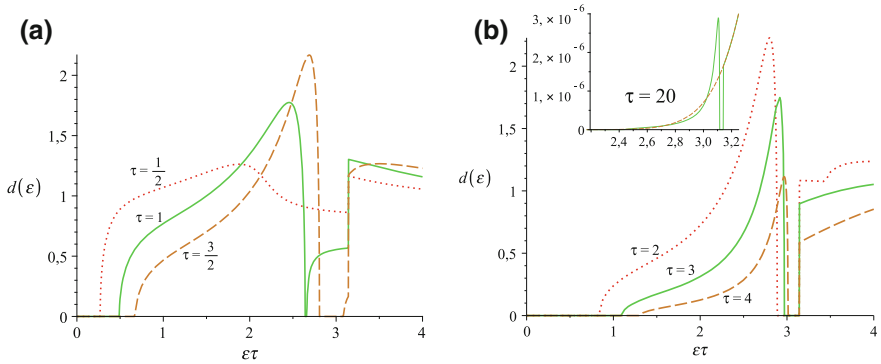 (a)
2
1,5
1
0,5
0
d(ε)
τ = 1/2
τ = 1
τ = 3/2
0 1 2 3 4
ετ
(b)
2
1,5
1
0,5
0
d(ε)
τ = 2
τ = 3
τ = 4
0 1 2 3 4
ετ
3, × 10⁻⁶
2, × 10⁻⁶
1, × 10⁻⁶
0
τ = 20
2,4 2,6 2,8 3,0 3,2